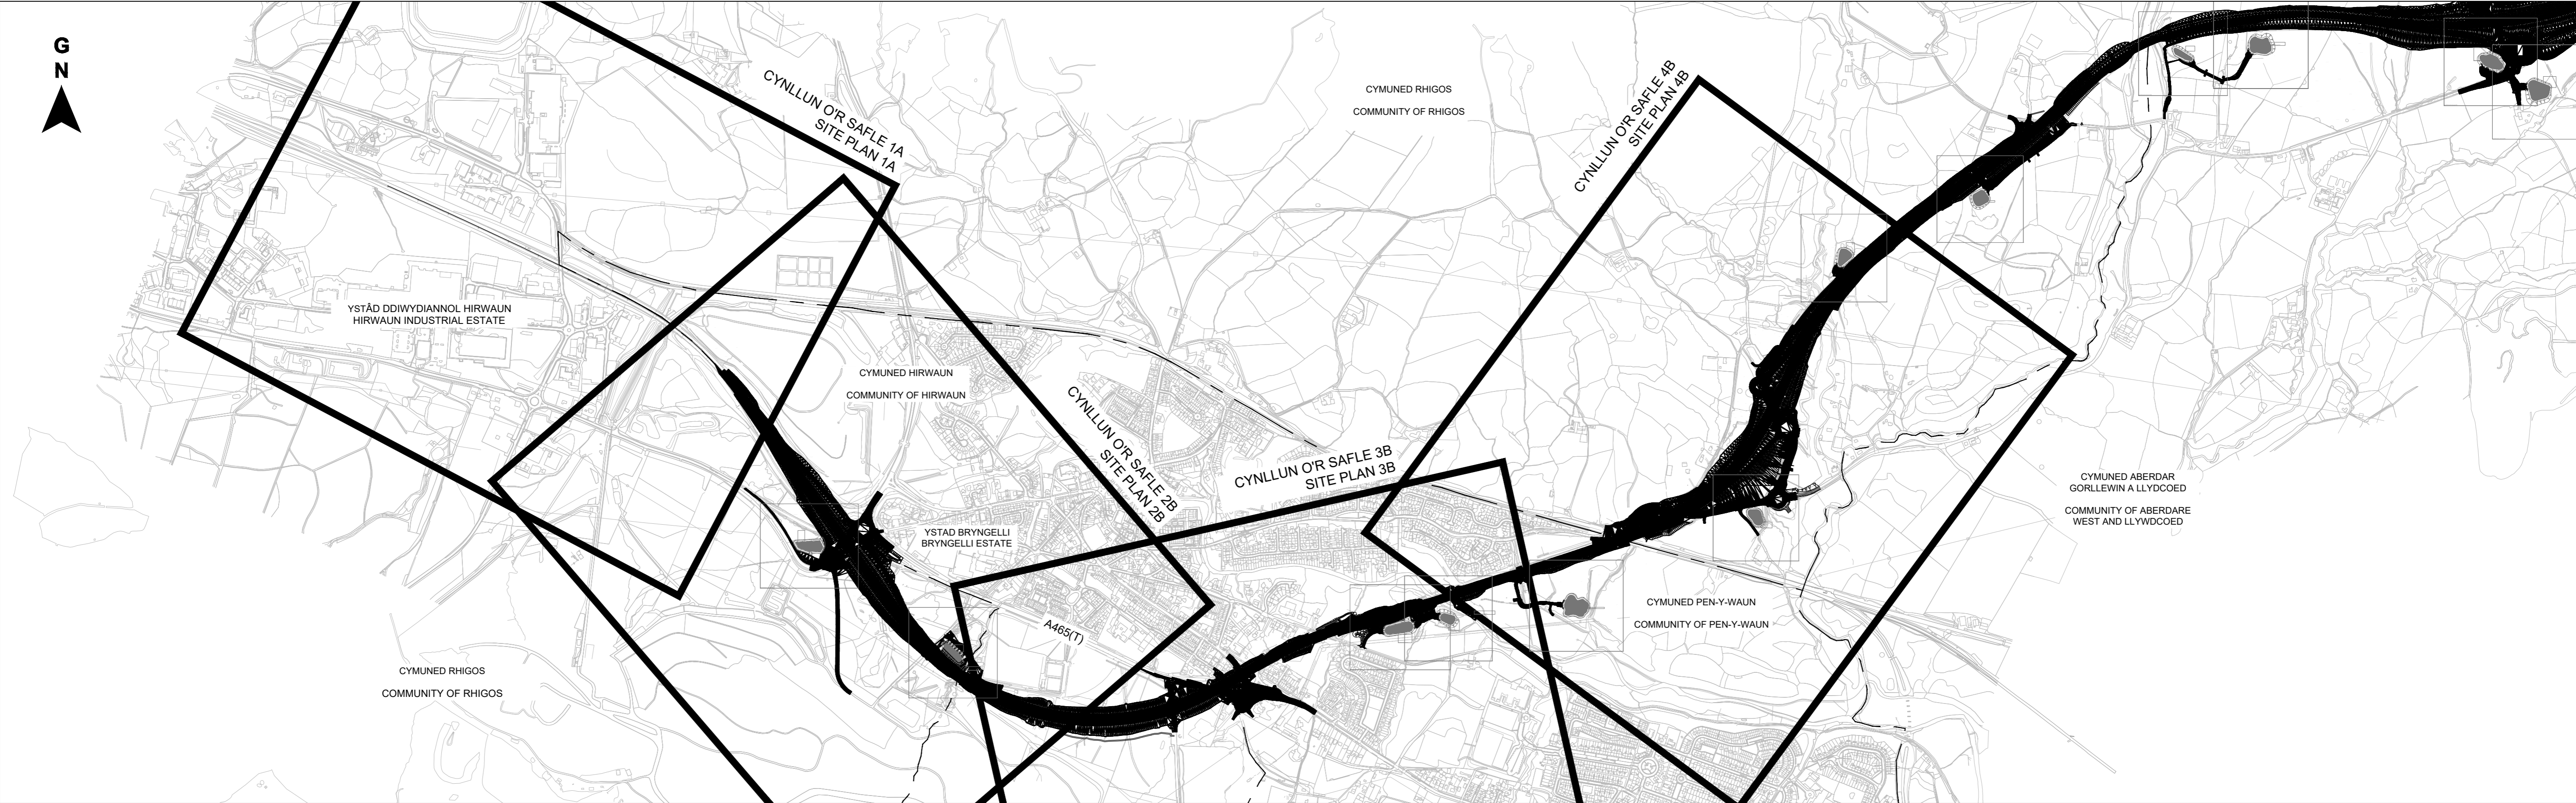 G
N
CYNLLUN O'R SAFLE 1A
SITE PLAN 1A
CYMUNED RHIGOS
COMMUNITY OF RHIGOS
CYNLLUN O'R SAFLE 4B
SITE PLAN 4B
YSTÂD DDIWYDIANNOL HIRWAUN
HIRWAUN INDUSTRIAL ESTATE
CYMUNED HIRWAUN
COMMUNITY OF HIRWAUN
CYNLLUN O'R SAFLE 2B
SITE PLAN 2B
CYNLLUN O'R SAFLE 3B
SITE PLAN 3B
CYMUNED ABERDAR
GORLLEWIN A LLYDCOED
COMMUNITY OF ABERDARE
WEST AND LLYWDCOED
YSTAD BRYNGELLI
BRYNGELLI ESTATE
A465(T)
CYMUNED PEN-Y-WAUN
COMMUNITY OF PEN-Y-WAUN
CYMUNED RHIGOS
COMMUNITY OF RHIGOS